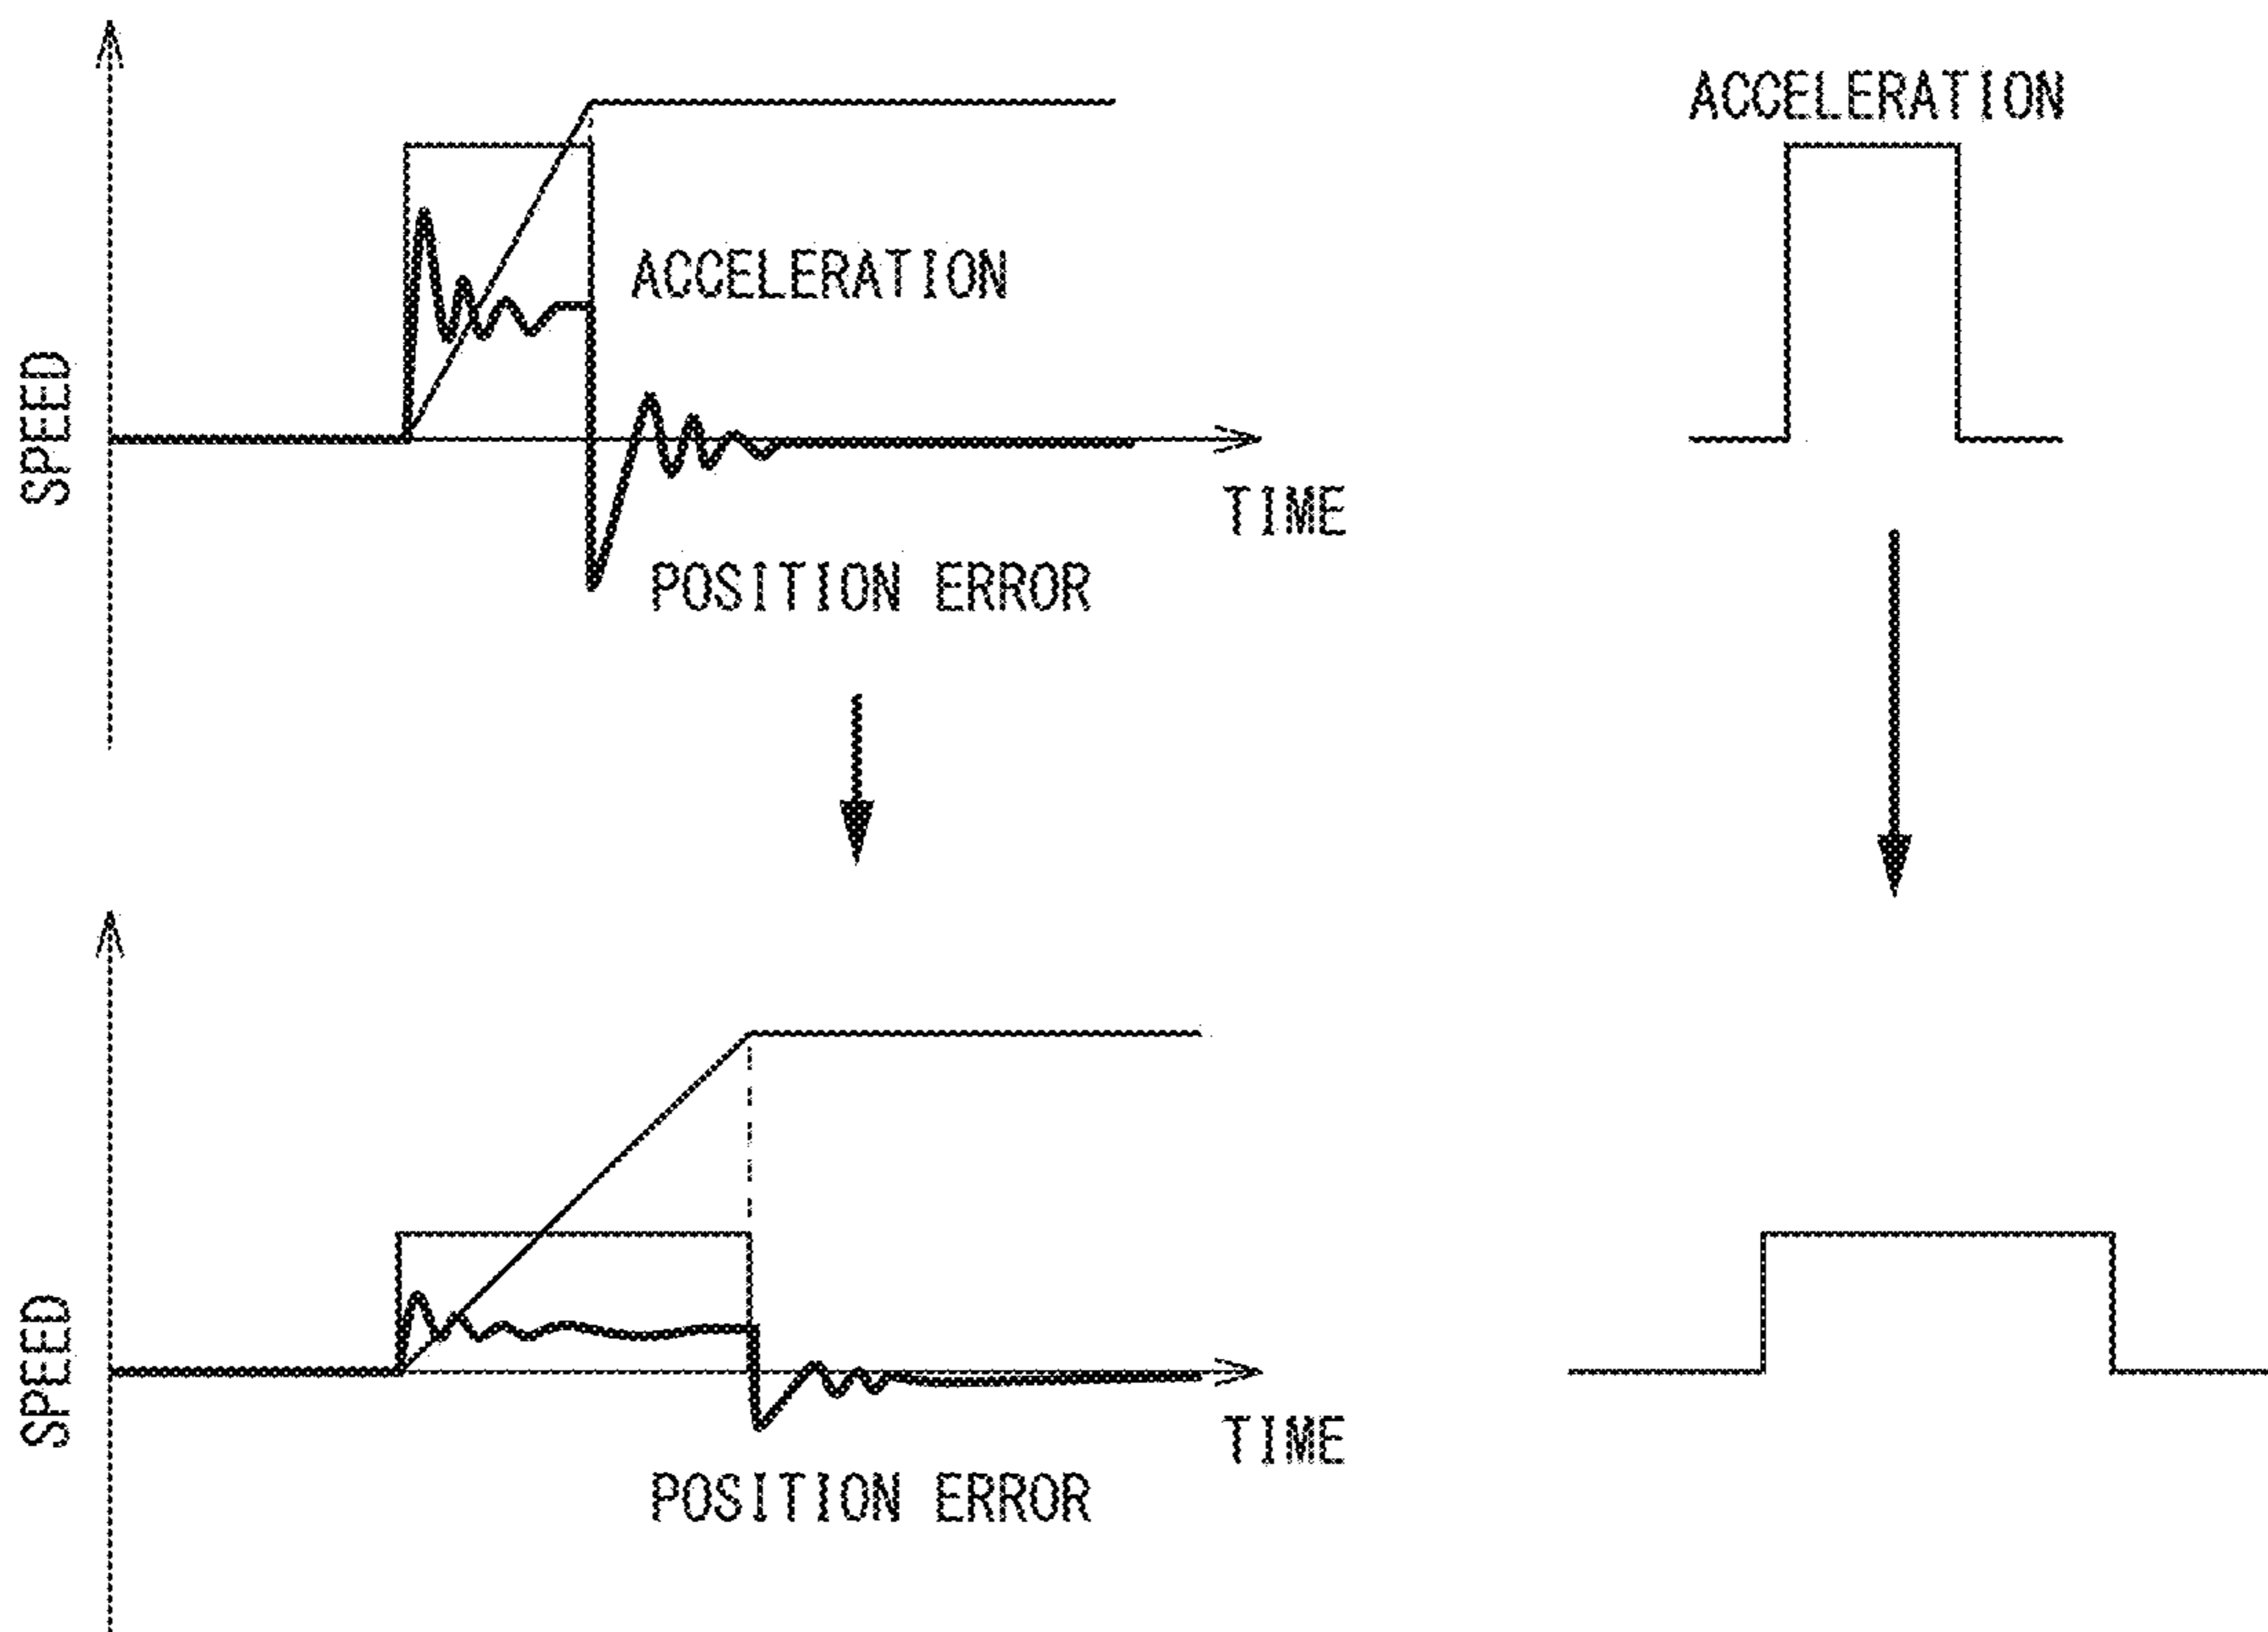 ACCELERATION
ACCELERATION
SPEED
TIME
POSITION ERROR
SPEED
TIME
POSITION ERROR